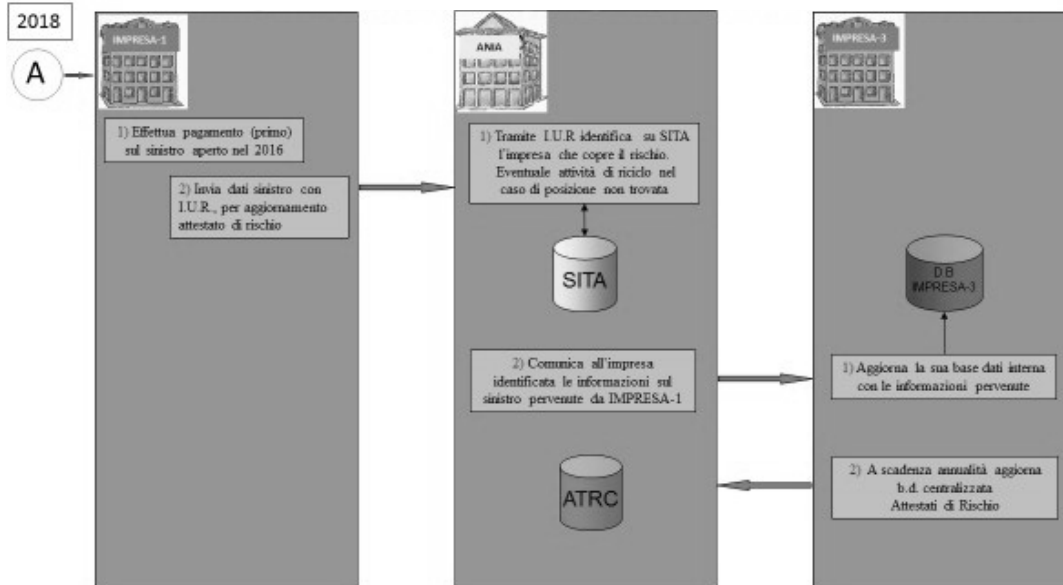 2018
A
IMPRESA-1
1) Effettua pagamento (primo)
sul sinistro aperto nel 2016
2) Invia dati sinistro con
I.U.R., per aggiornamento
attestato di rischio
ANIA
1) Tramite I.U.R identifica su SITA
l'impresa che copre il rischio.
Eventuale attività di riciclo nel
caso di posizione non trovata
SITA
2) Comunica all'impresa
identificata le informazioni sul
sinistro pervenute da IMPRESA-1
ATRC
IMPRESA-3
D B
IMPRESA-3
1) Aggiorna la sua base dati interna
con le informazioni pervenute
2) A scadenza annualità aggiorna
b.d. centralizzata
Attestati di Rischio